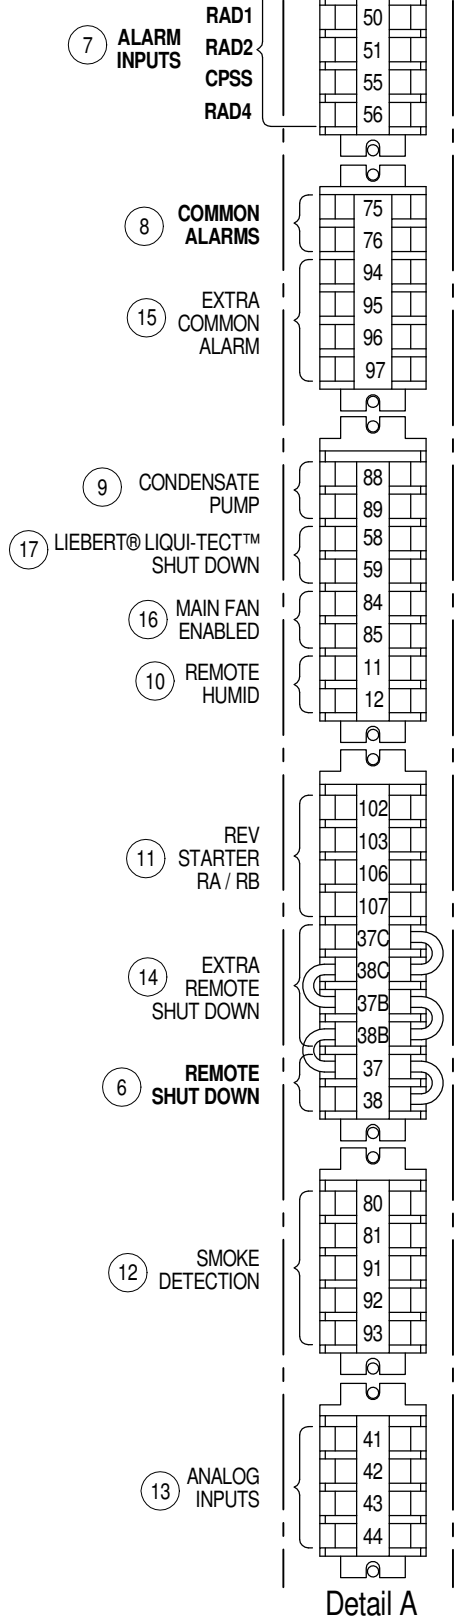 RAD1 50
7 ALARM INPUTS RAD2 51
CPSS 55
RAD4 56
8 COMMON ALARMS
75
76
15 EXTRA COMMON ALARM
94
95
96
97
9 CONDENSATE PUMP
88
89
17 LIEBERT® LIQUI-TECT™ SHUT DOWN
58
59
16 MAIN FAN ENABLED
84
85
10 REMOTE HUMID
11
12
11 REV STARTER RA / RB
102
103
106
107
14 EXTRA REMOTE SHUT DOWN
37C
38C
37B
38B
6 REMOTE SHUT DOWN
37
38
12 SMOKE DETECTION
80
81
91
92
93
13 ANALOG INPUTS
41
42
43
44
Detail A